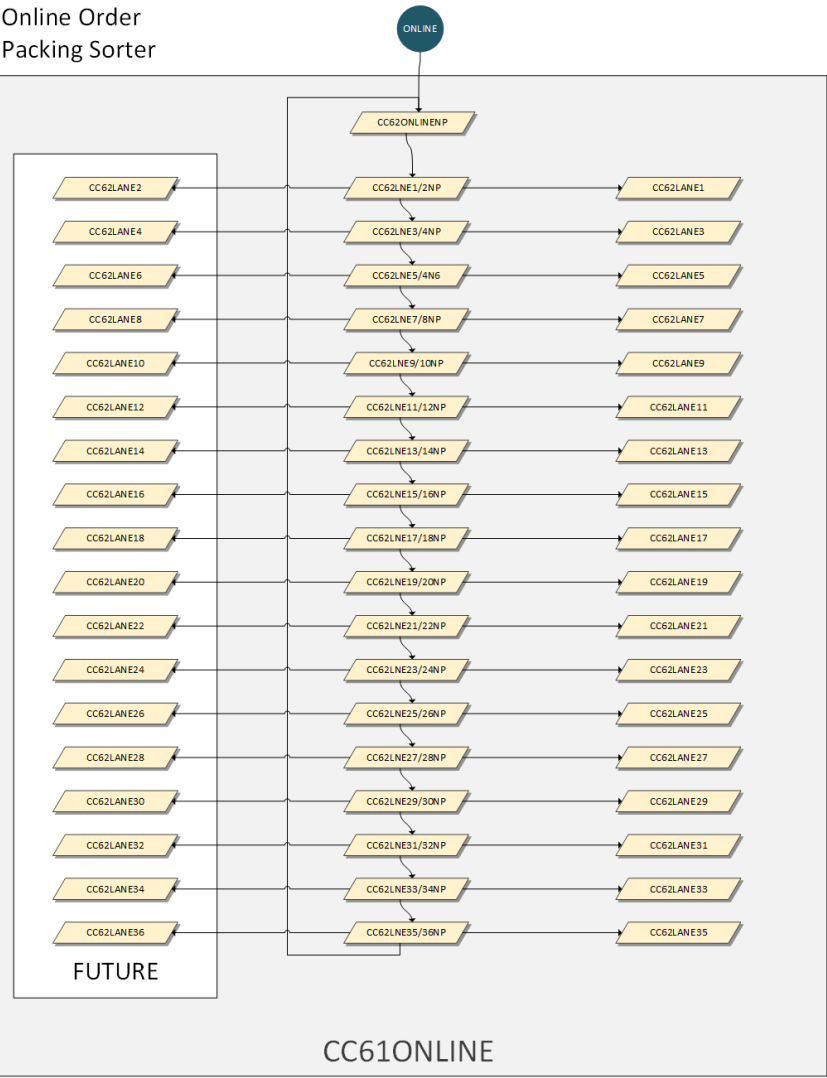 Online Order
Packing Sorter
ONLINE
CC62ONLINENP
CC62LANE2 CC62LNE1/2NP CC62LANE1
CC62LANE4 CC62LNE3/4NP CC62LANE3
CC62LANE6 CC62LNE5/4N6 CC62LANE5
CC62LANE8 CC62LNE7/8NP CC62LANE7
CC62LANE10 CC62LNE9/10NP CC62LANE9
CC62LANE12 CC62LNE11/12NP CC62LANE11
CC62LANE14 CC62LNE13/14NP CC62LANE13
CC62LANE16 CC62LNE15/16NP CC62LANE15
CC62LANE18 CC62LNE17/18NP CC62LANE17
CC62LANE20 CC62LNE19/20NP CC62LANE19
CC62LANE22 CC62LNE21/22NP CC62LANE21
CC62LANE24 CC62LNE23/24NP CC62LANE23
CC62LANE26 CC62LNE25/26NP CC62LANE25
CC62LANE28 CC62LNE27/28NP CC62LANE27
CC62LANE30 CC62LNE29/30NP CC62LANE29
CC62LANE32 CC62LNE31/32NP CC62LANE31
CC62LANE34 CC62LNE33/34NP CC62LANE33
CC62LANE36 CC62LNE35/36NP CC62LANE35
FUTURE
CC61ONLINE